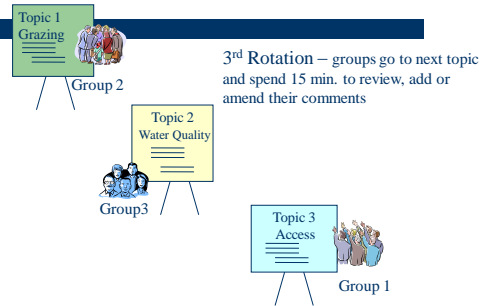 Topic 1
Grazing
Group 2
3rd Rotation – groups go to next topic
and spend 15 min. to review, add or
amend their comments
Topic 2
Water Quality
Group3
Topic 3
Access
Group 1